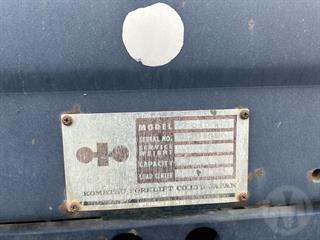 MODEL
SERIAL NO.
SERVICE
WEIGHT
CAPACITY
LOAD CENTER
KOMATSU FORKLIFT CO.,LTD. JAPAN